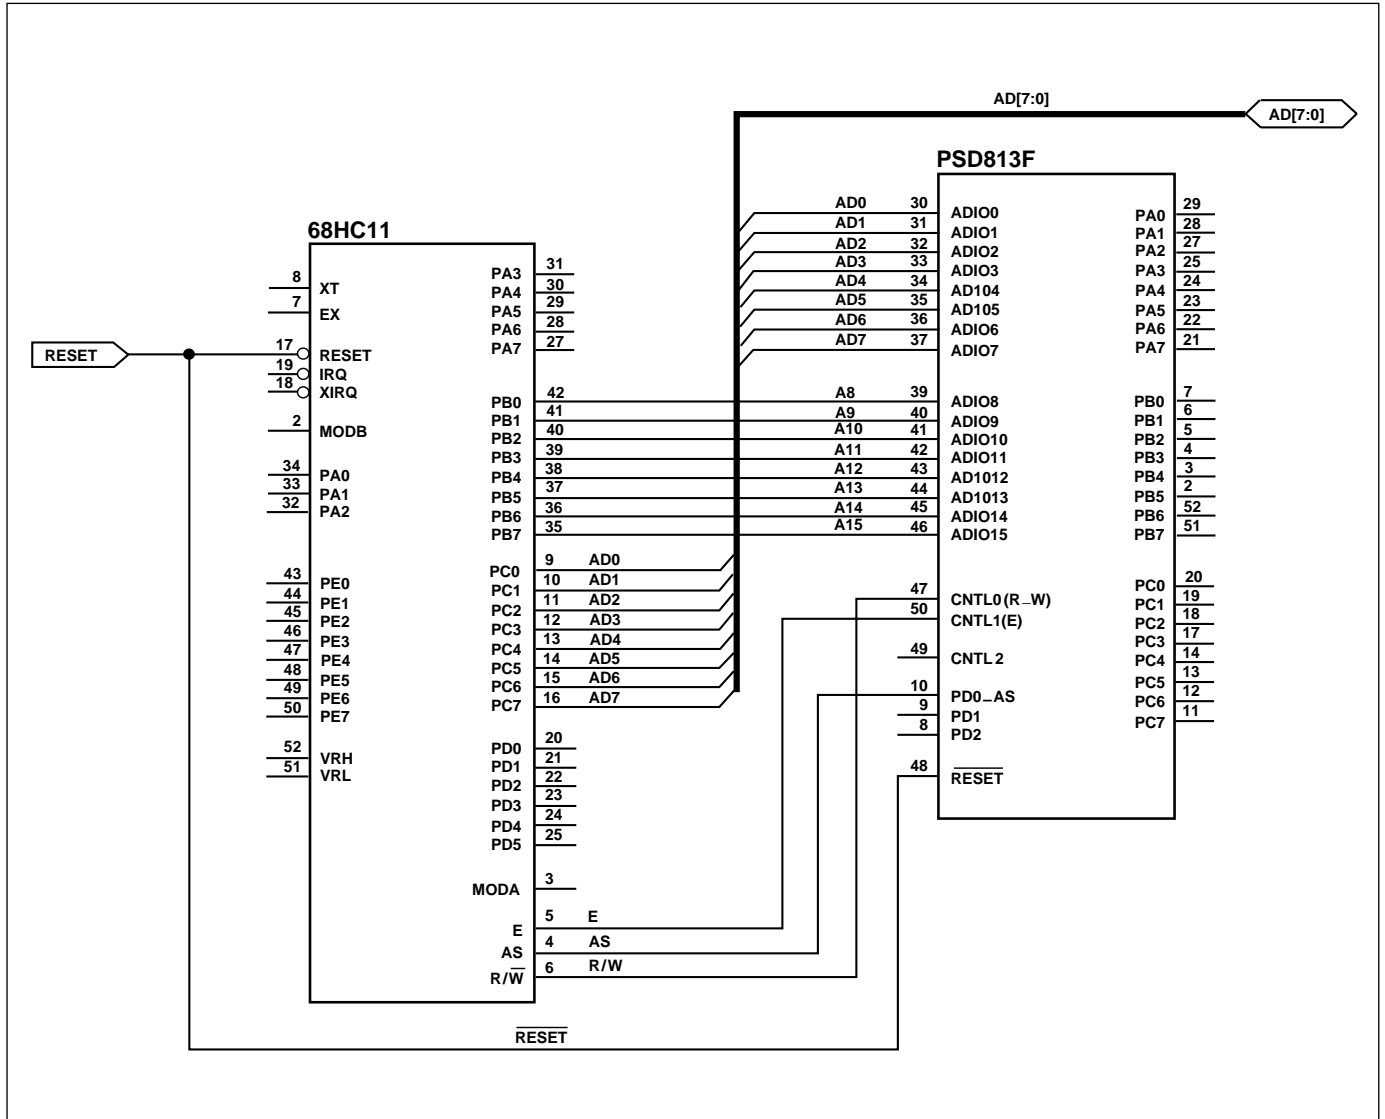 AD[7:0]
AD[7:0]
68HC11
8 XT
7 EX
RESET
17 RESET
19 IRQ
18 XIRQ
2 MODB
34 PA0
33 PA1
32 PA2
43 PE0
44 PE1
45 PE2
46 PE3
47 PE4
48 PE5
49 PE6
50 PE7
52 VRH
51 VRL
PA3 31
PA4 30
PA5 29
PA6 28
PA7 27
PB0 42
PB1 41
PB2 40
PB3 39
PB4 38
PB5 37
PB6 36
PB7 35
PC0 9 AD0
PC1 10 AD1
PC2 11 AD2
PC3 12 AD3
PC4 13 AD4
PC5 14 AD5
PC6 15 AD6
PC7 16 AD7
PD0 20
PD1 21
PD2 22
PD3 23
PD4 24
PD5 25
MODA 3
E 5 E
AS 4 AS
R/W 6 R/W
RESET
PSD813F
AD0 30 ADIO0
AD1 31 ADIO1
AD2 32 ADIO2
AD3 33 ADIO3
AD4 34 AD104
AD5 35 AD105
AD6 36 ADIO6
AD7 37 ADIO7
A8 39 ADIO8
A9 40 ADIO9
A10 41 ADIO10
A11 42 ADIO11
A12 43 AD1012
A13 44 AD1013
A14 45 ADIO14
A15 46 ADIO15
47 CNTL0(R_W)
50 CNTL1(E)
49 CNTL2
10 PD0_AS
9 PD1
8 PD2
48 RESET
PA0 29
PA1 28
PA2 27
PA3 25
PA4 24
PA5 23
PA6 22
PA7 21
PB0 7
PB1 6
PB2 5
PB3 4
PB4 3
PB5 2
PB6 52
PB7 51
PC0 20
PC1 19
PC2 18
PC3 17
PC4 14
PC5 13
PC6 12
PC7 11